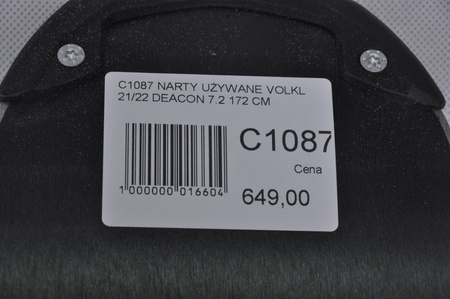 C1087 NARTY UŻYWANE VOLKL
21/22 DEACON 7.2 172 CM
C1087
Cena
1 000000 016604
649,00